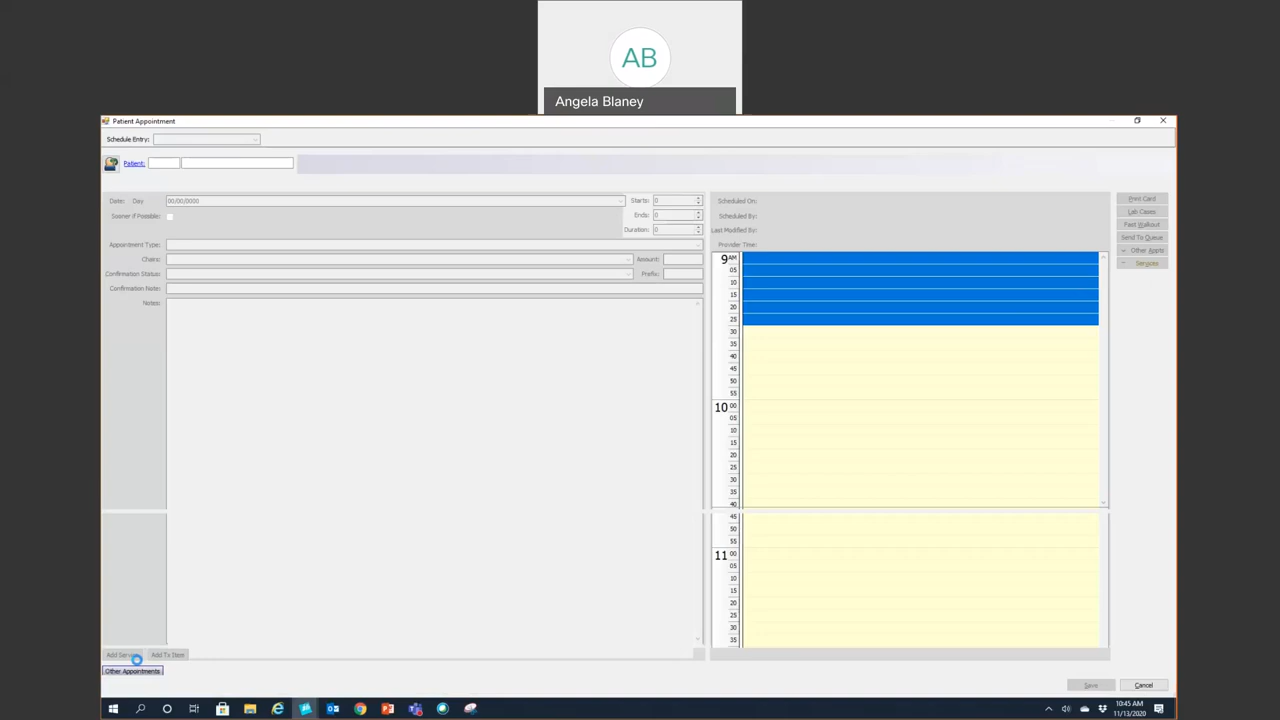 AB
Angela Blaney
Patient Appointment
Schedule Entry:
Patient:
Date: Day 00/00/0000 Starts: 0
Sooner if Possible: Ends: 0
Duration: 0
Appointment Type:
Chairs: Amount:
Confirmation Status: Prefix:
Confirmation Note:
Notes:
Scheduled On:
Scheduled By:
Last Modified By:
Provider Time:
9 AM
05
10
15
20
25
30
35
40
45
50
55
10 00
05
10
15
20
25
30
35
40
45
50
55
11 00
05
10
15
20
25
30
35
Print Card
Lab Cases
Fast Walkout
Send To Queue
Other Appts
Services
Add Tx Item
Other Appointments
Save Cancel
10:45 AM
11/13/2020